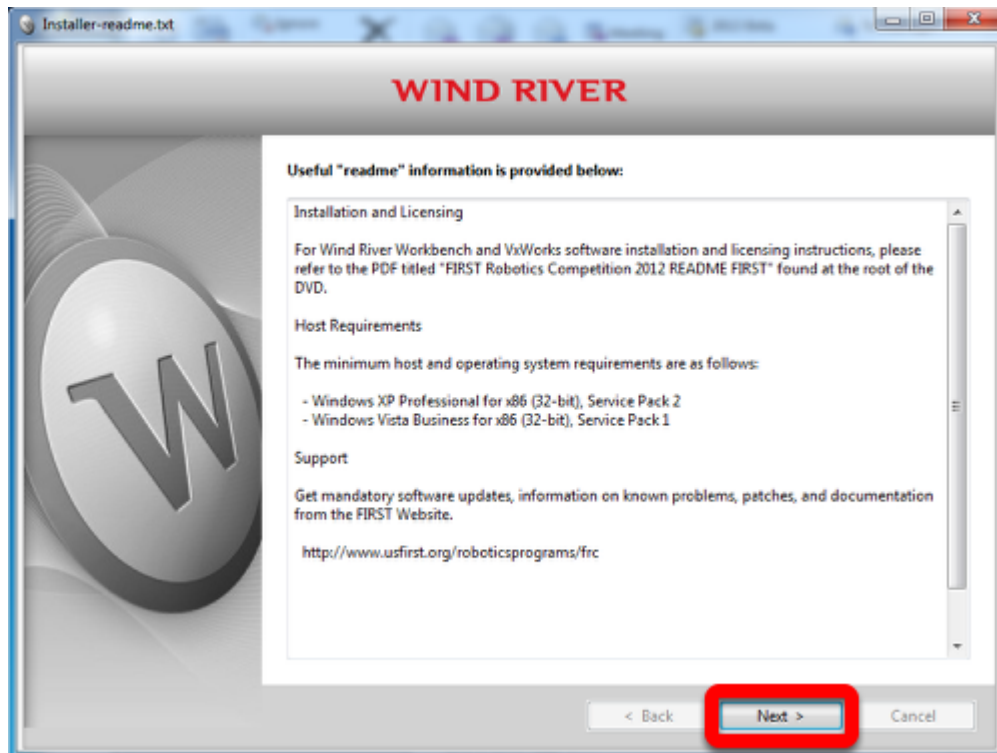 Installer-readme.txt
WIND RIVER
Useful "readme" information is provided below:
Installation and Licensing
For Wind River Workbench and VxWorks software installation and licensing instructions, please
refer to the PDF titled "FIRST Robotics Competition 2012 README FIRST" found at the root of the
DVD.
Host Requirements
The minimum host and operating system requirements are as follows:
- Windows XP Professional for x86 (32-bit), Service Pack 2
- Windows Vista Business for x86 (32-bit), Service Pack 1
Support
Get mandatory software updates, information on known problems, patches, and documentation
from the FIRST Website.
http://www.usfirst.org/roboticsprograms/frc
W
< Back
Next >
Cancel